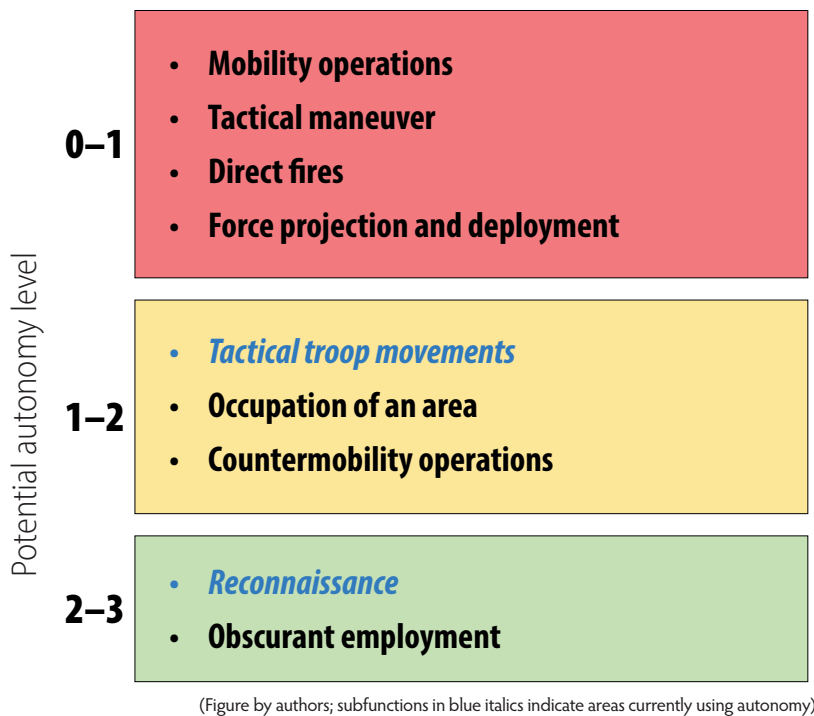 Potential autonomy level
0–1
• Mobility operations
• Tactical maneuver
• Direct fires
• Force projection and deployment
1–2
• Tactical troop movements
• Occupation of an area
• Countermobility operations
2–3
• Reconnaissance
• Obscurant employment
(Figure by authors; subfunctions in blue italics indicate areas currently using autonomy)